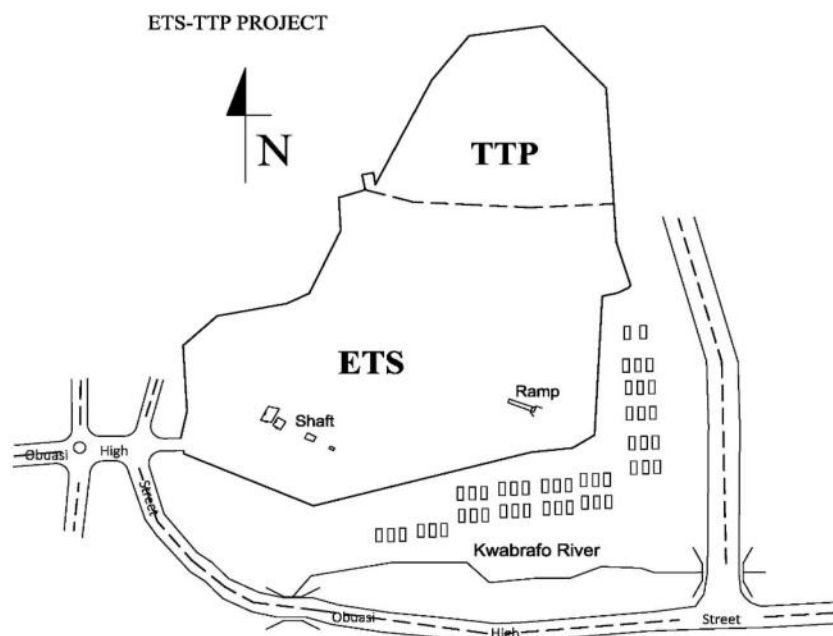 ETS-TTP PROJECT
N
TTP
ETS
Ramp
Shaft
Obuasi High Street
Kwabrafo River
Obuasi High Street